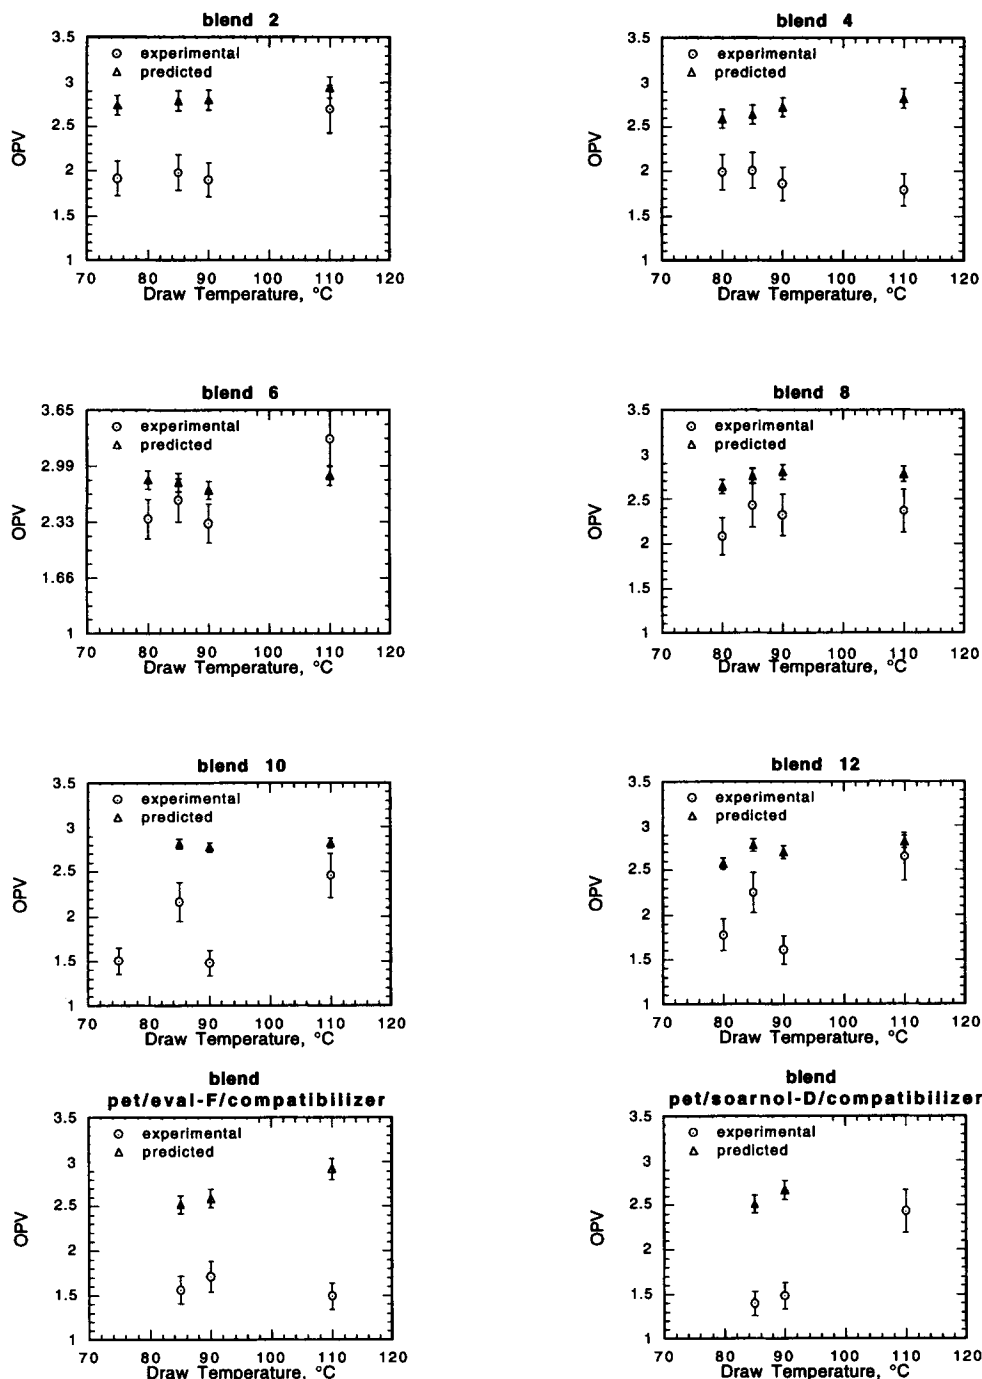 blend 2
3.5
experimental
predicted
3
2.5
OPV
2
1.5
1
70 80 90 100 110 120
Draw Temperature, °C
blend 4
3.5
experimental
predicted
3
2.5
OPV
2
1.5
1
70 80 90 100 110 120
Draw Temperature, °C
blend 6
3.65
experimental
predicted
2.99
OPV
2.33
1.66
1
70 80 90 100 110 120
Draw Temperature, °C
blend 8
3.5
experimental
predicted
3
2.5
OPV
2
1.5
1
70 80 90 100 110 120
Draw Temperature, °C
blend 10
3.5
experimental
predicted
3
2.5
OPV
2
1.5
1
70 80 90 100 110 120
Draw Temperature, °C
blend 12
3.5
experimental
predicted
3
2.5
OPV
2
1.5
1
70 80 90 100 110 120
Draw Temperature, °C
blend
pet/eval-F/compatibilizer
3.5
experimental
predicted
3
2.5
OPV
2
1.5
1
70 80 90 100 110 120
Draw Temperature, °C
blend
pet/soarnol-D/compatibilizer
3.5
experimental
predicted
3
2.5
OPV
2
1.5
1
70 80 90 100 110 120
Draw Temperature, °C